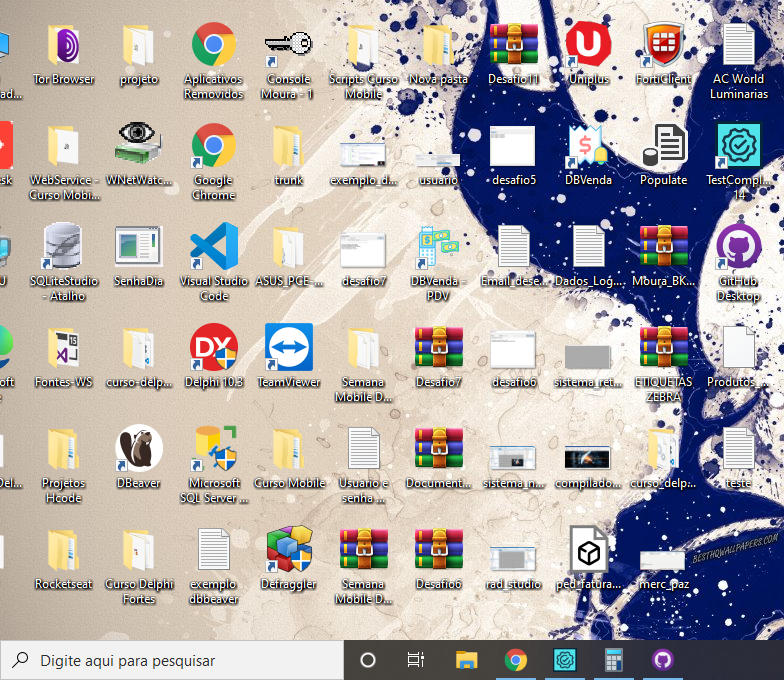 ad...
Tor Browser
projeto
Aplicativos
Removidos
Console
Moura - 1
Scripts Curso
Mobile
Nova pasta
Desafio11
Uniplus
FortiClient
AC World
Luminarias
esk
WebService -
Curso Mobi...
WNetWatc...
Google
Chrome
trunk
exemplo_d...
usuario
desafio5
DBVenda
Populate
TestCompl...
14
U
SQLiteStudio
- Atalho
SenhaDia
Visual Studio
Code
ASUS_PCE-...
desafio7
DBVenda -
PDV
Email_dese...
Dados_Log...
Moura_BK...
GitHub
Desktop
soft
Fontes-WS
curso-delp...
DX
Delphi 10.3
TeamViewer
Semana
Mobile D...
Desafio7
desafio6
sistema_ret...
ETIQUETAS
ZEBRA
Produtos_...
Del...
Projetos
Hcode
DBeaver
Microsoft
SQL Server ...
Curso Mobile
Usuario e
senha ...
Document...
sistema_n...
compilado...
curso_delp...
teste
Rocketseat
Curso Delphi
Fortes
exemplo
dbbeaver
Defraggler
Semana
Mobile D...
Desafio6
rad_studio
ped_fatura...
merc_paz
BESTHQWALLPAPERS.COM
Digite aqui para pesquisar